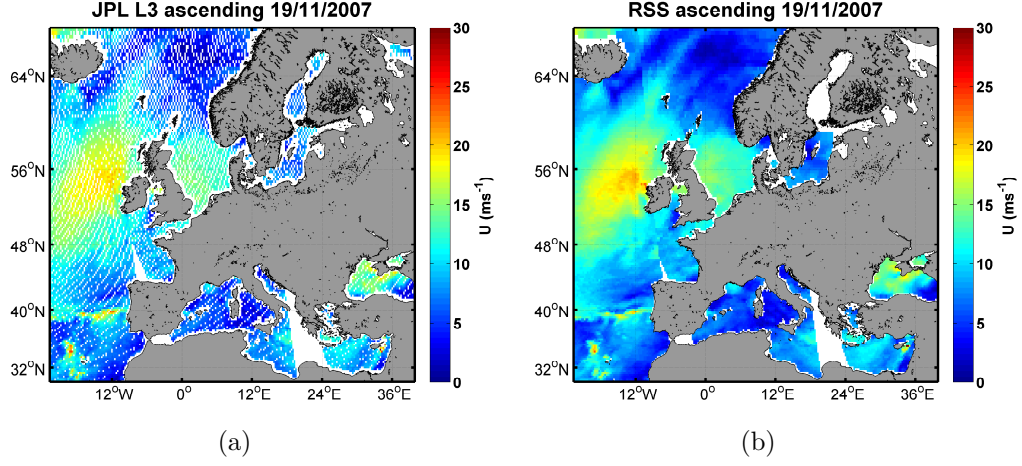 JPL L3 ascending 19/11/2007
64°N
56°N
48°N
40°N
32°N
12°W 0° 12°E 24°E 36°E
30
25
20
15
10
5
0
U (ms⁻¹)
(a)
RSS ascending 19/11/2007
64°N
56°N
48°N
40°N
32°N
12°W 0° 12°E 24°E 36°E
30
25
20
15
10
5
0
U (ms⁻¹)
(b)